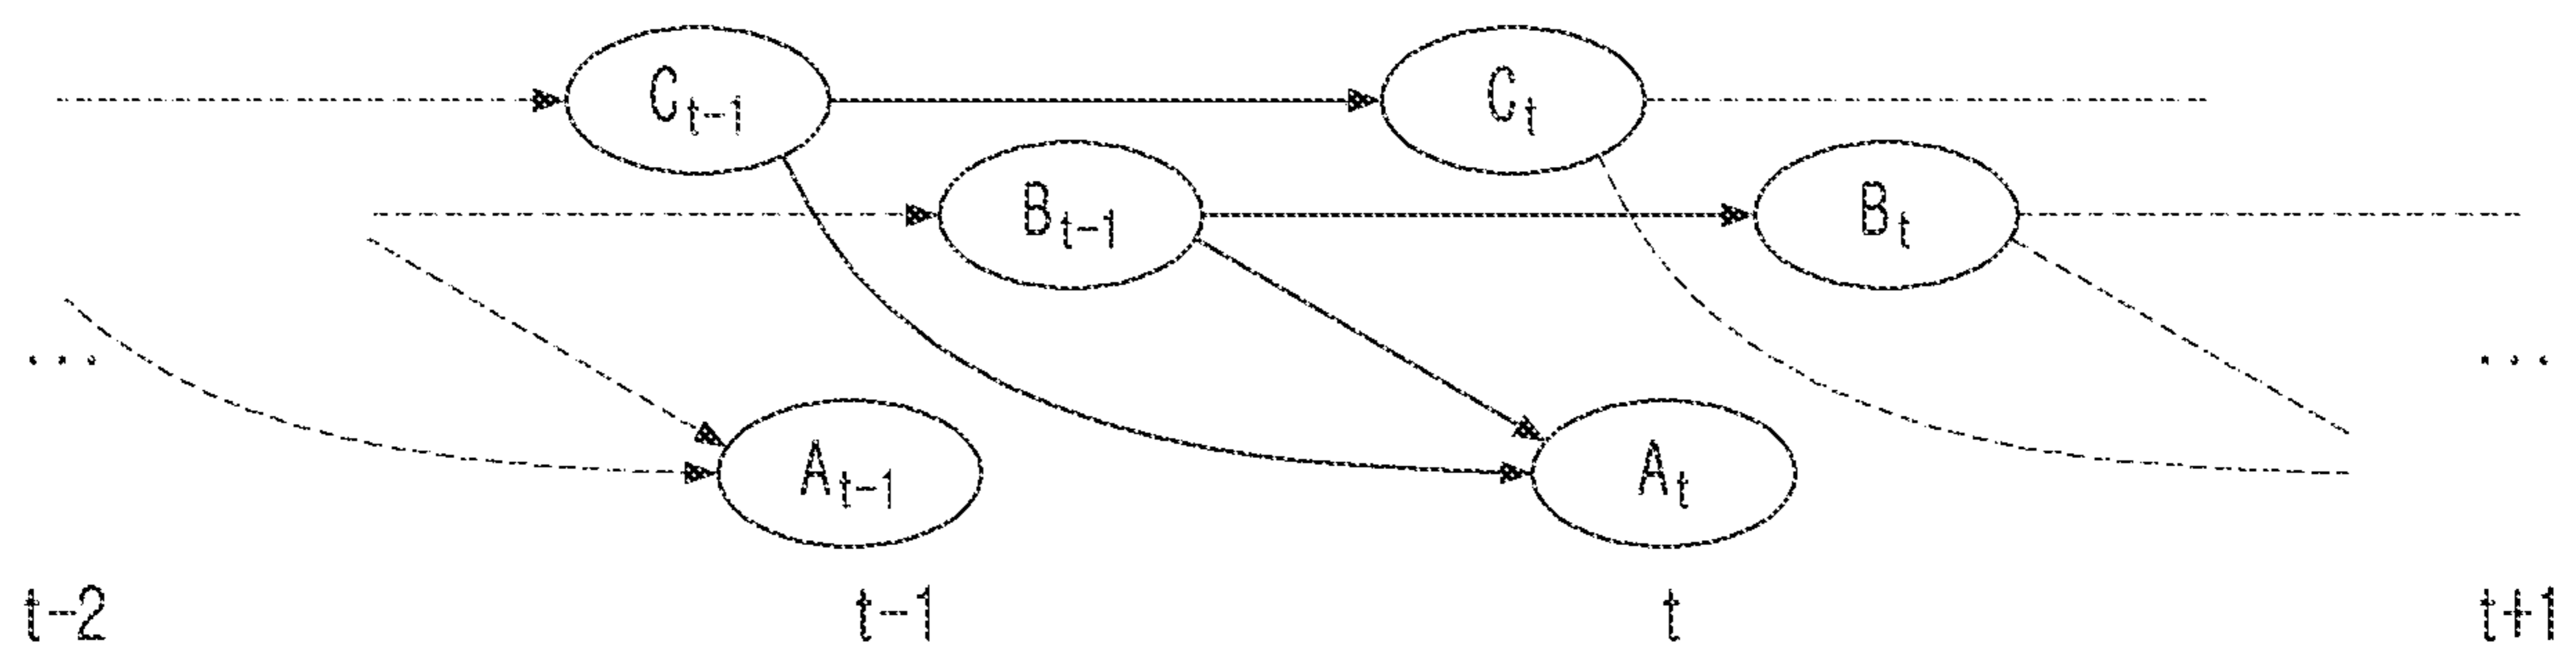 C_{t-1} C_t
B_{t-1} B_t
... ...
A_{t-1} A_t
t-2 t-1 t t+1